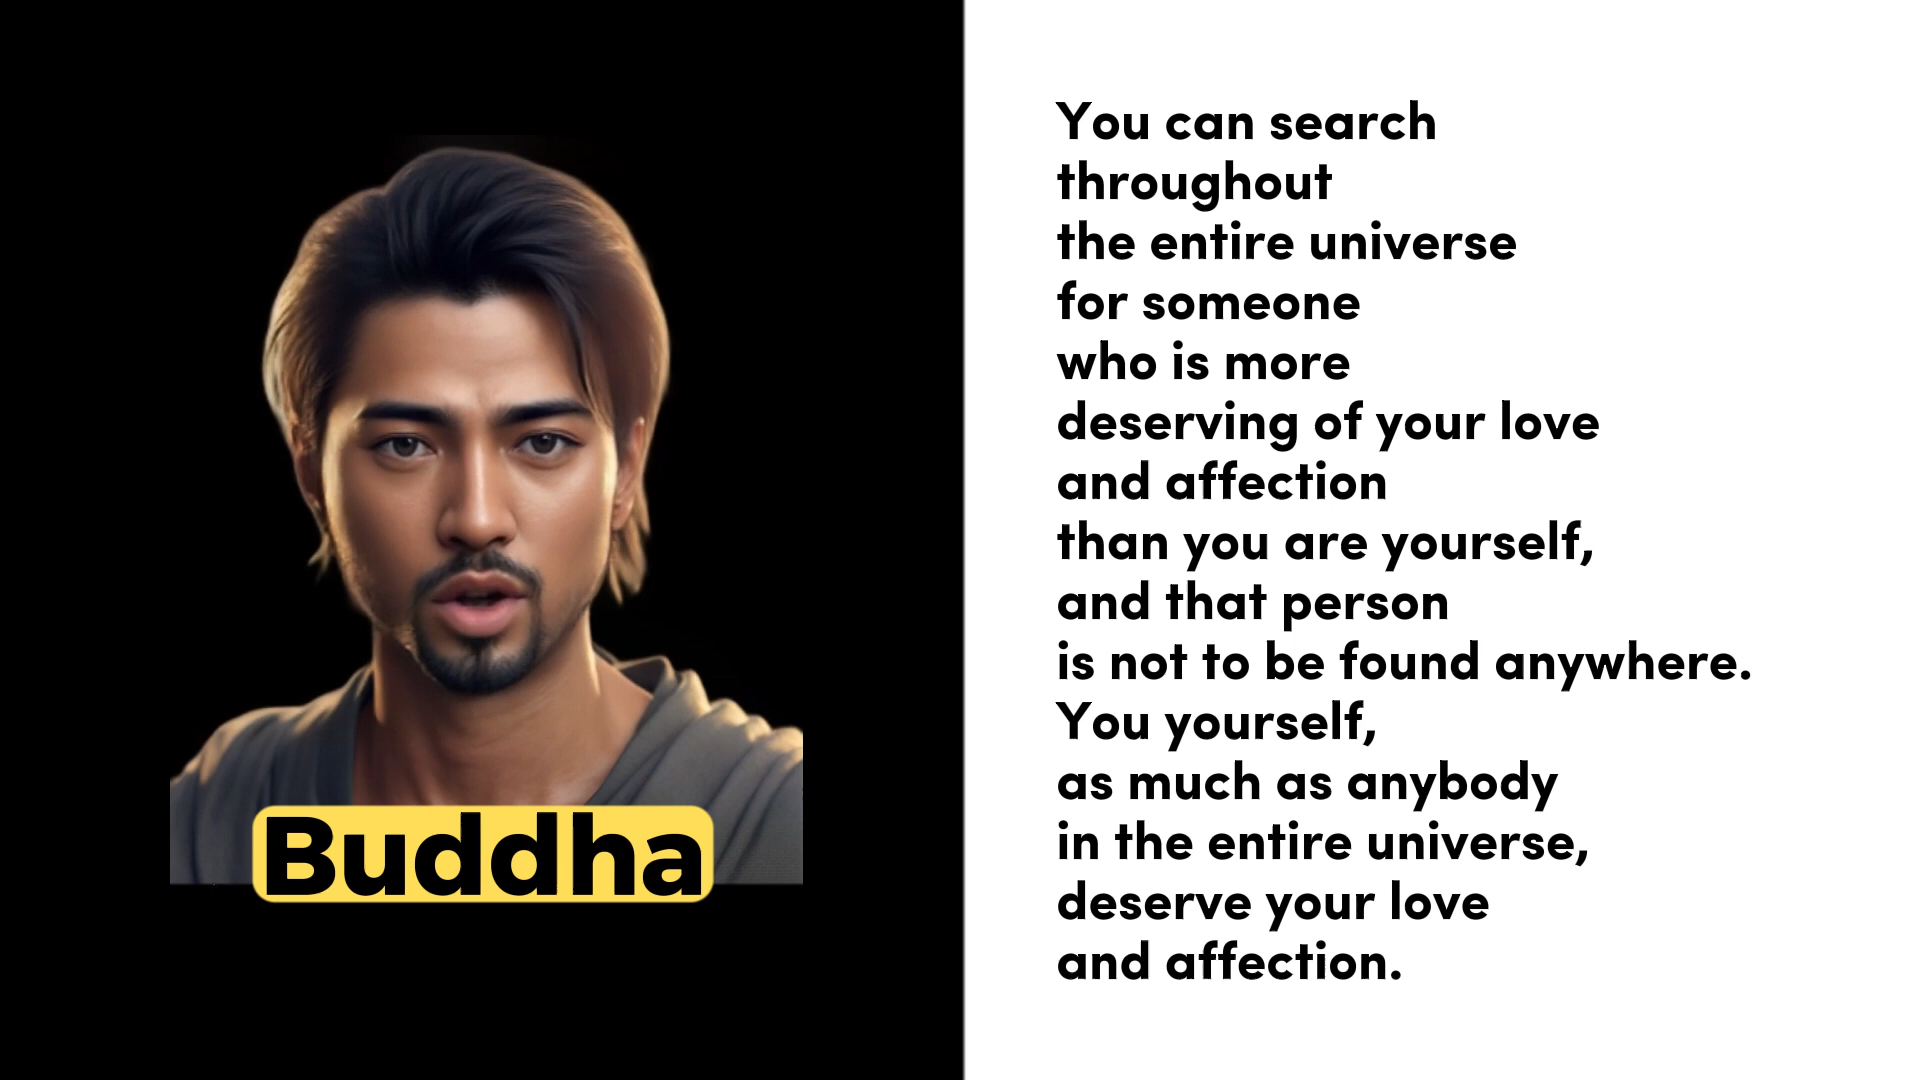 Buddha
You can search
throughout
the entire universe
for someone
who is more
deserving of your love
and affection
than you are yourself,
and that person
is not to be found anywhere.
You yourself,
as much as anybody
in the entire universe,
deserve your love
and affection.